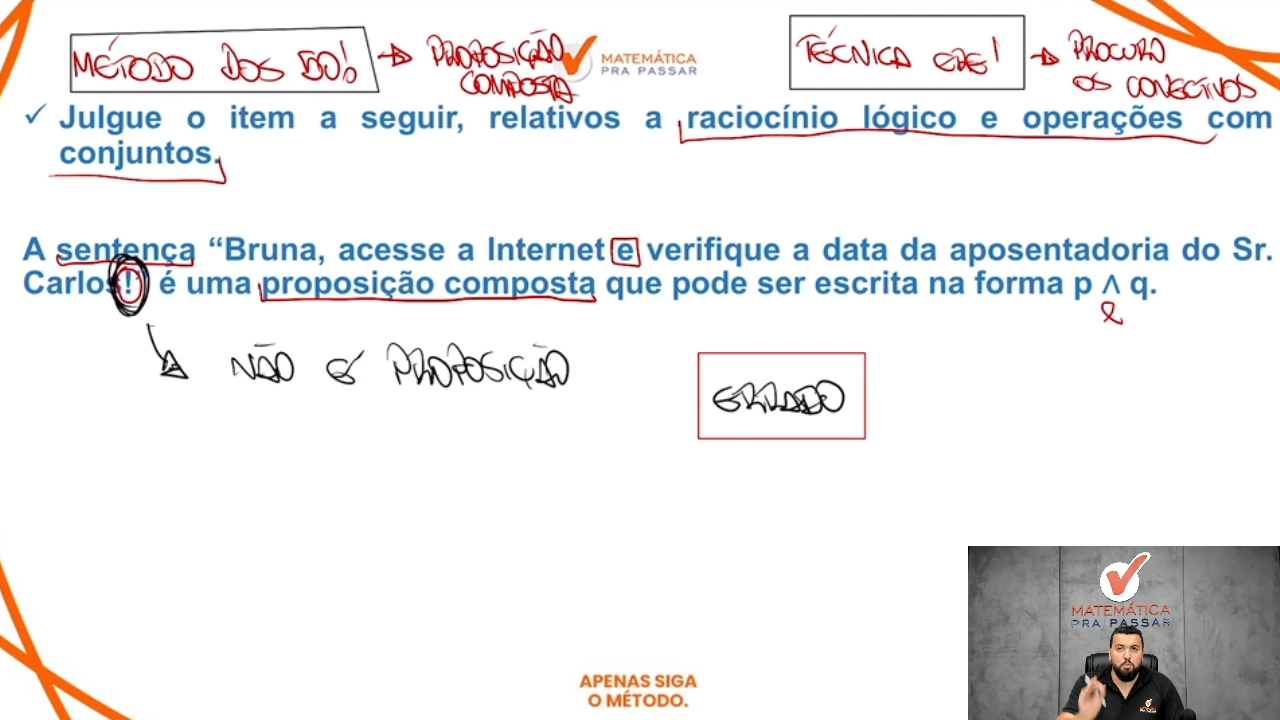 MÉTODO DOS 50!
PROPOSIÇÃO
COMPOSTA
MATEMÁTICA
PRA PASSAR
TÉCNICA
PROCURO
OS CONECTIVOS
✓ Julgue o item a seguir, relativos a raciocínio lógico e operações com
conjuntos.
A sentença “Bruna, acesse a Internet e verifique a data da aposentadoria do Sr.
Carlos!” é uma proposição composta que pode ser escrita na forma p ∧ q.
e
NÃO É PROPOSIÇÃO
ERRADO
MATEMÁTICA
PRA PASSAR
APENAS SIGA
O MÉTODO.